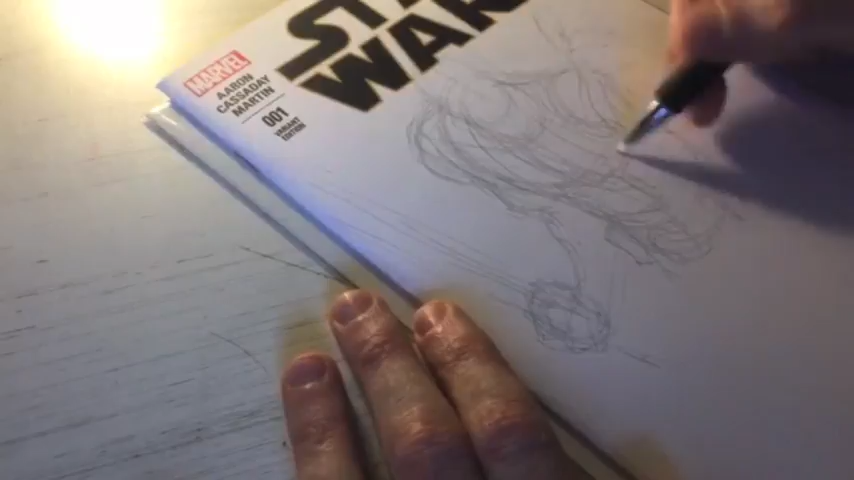 STAR
WARS
MARVEL
AARON
CASSADAY
MARTIN
001
VARIANT
EDITION